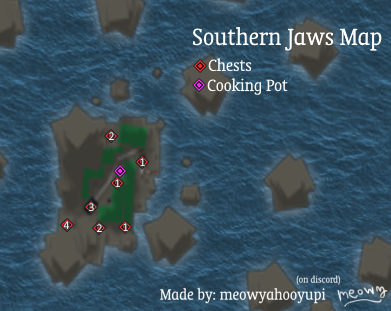 Southern Jaws Map
Chests
Cooking Pot
2
1
1
3
4
2
1
(on discord)
Made by: meowyahooyupi meowy